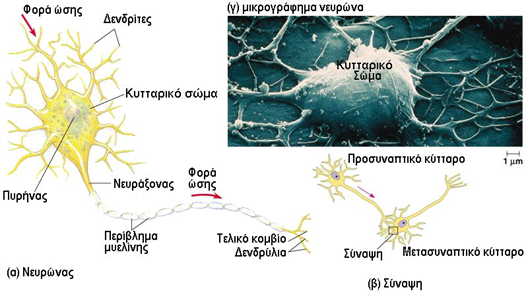 Φορά ώσης
Δενδρίτες
Κυτταρικό σώμα
Πυρήνας
Νευράξονας
Φορά
ώσης
Περίβλημα
μυελίνης
Τελικό κομβίο
Δενδρύλια
(α) Νευρώνας
(γ) μικρογράφημα νευρώνα
Κυτταρικό
Σώμα
1 μm
Προσυναπτικό κύτταρο
Σύναψη
Μετασυναπτικό κύτταρο
(β) Σύναψη